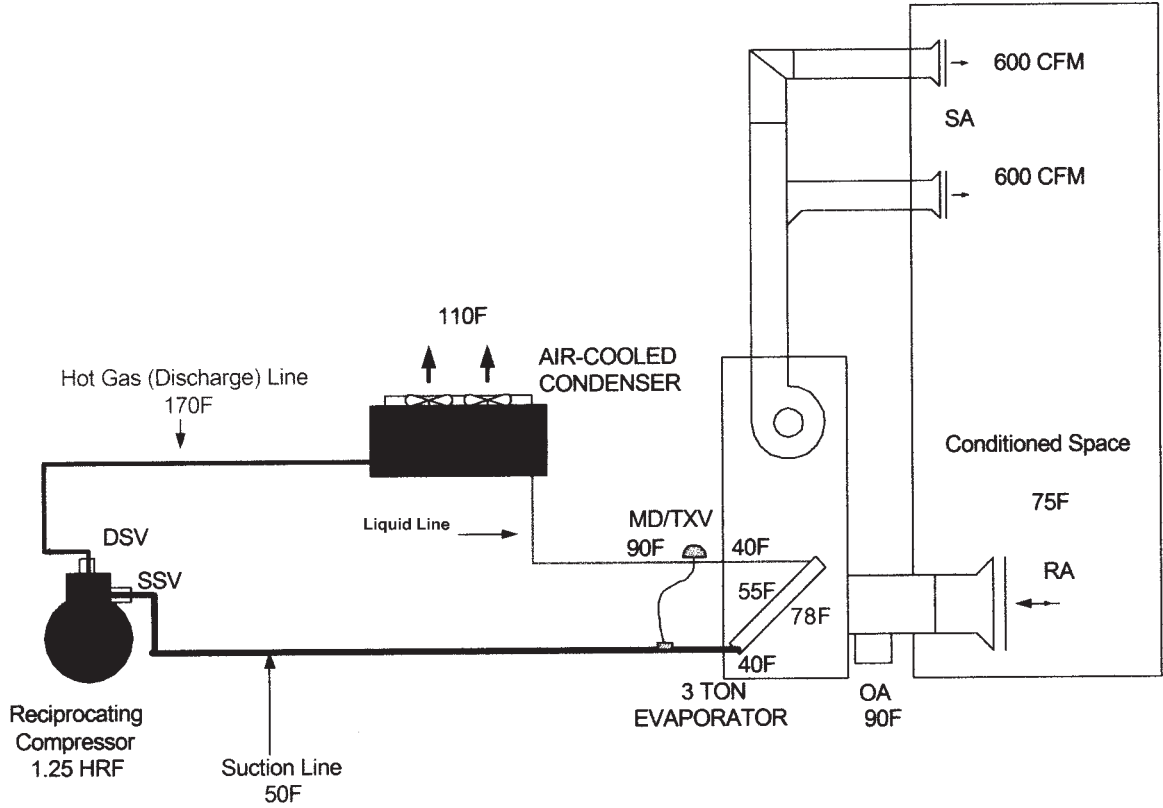 600 CFM
SA
600 CFM
110F
AIR-COOLED
CONDENSER
Hot Gas (Discharge) Line
170F
Conditioned Space
75F
Liquid Line
MD/TXV
90F
40F
DSV
SSV
55F
78F
RA
40F
3 TON
EVAPORATOR
OA
90F
Reciprocating
Compressor
1.25 HRF
Suction Line
50F